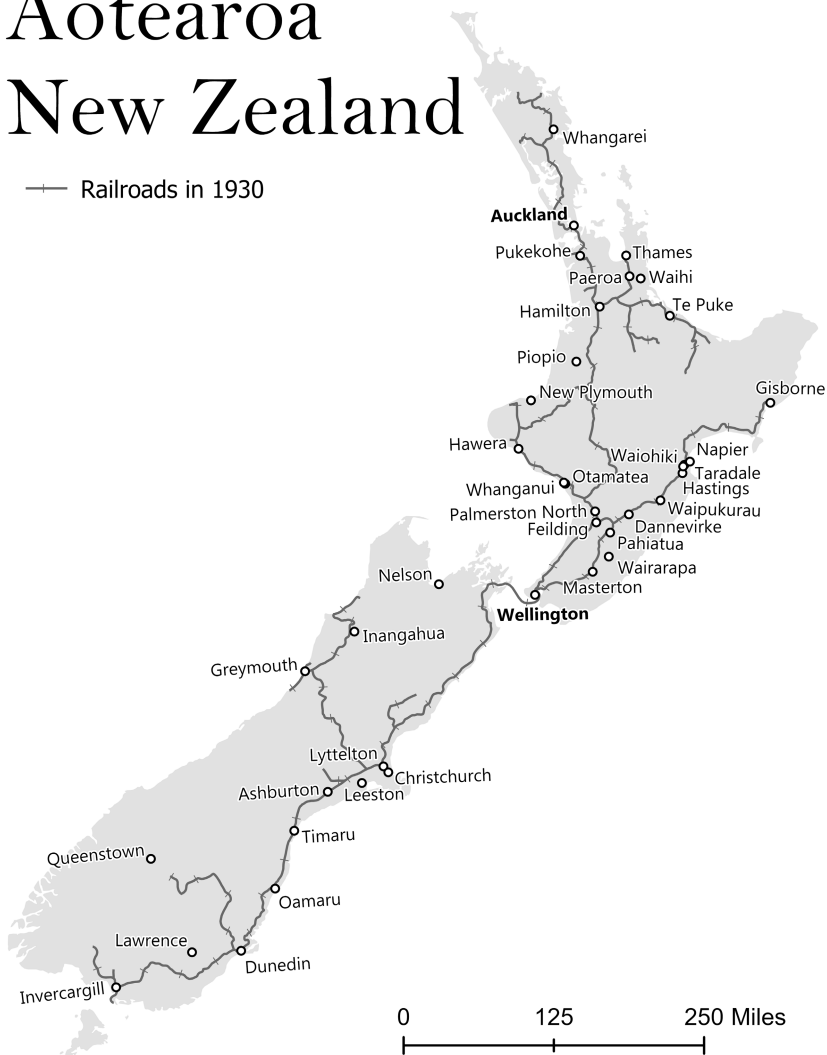 Aotearoa
New Zealand
Railroads in 1930
Whangarei
Auckland
Pukekohe
Thames
Paeroa
Waihi
Hamilton
Te Puke
Piopio
New Plymouth
Gisborne
Hawera
Waiohiki
Napier
Otamatea
Taradale
Whanganui
Hastings
Palmerston North
Waipukurau
Feilding
Dannevirke
Pahiatua
Wairarapa
Nelson
Masterton
Wellington
Inangahua
Greymouth
Lyttelton
Christchurch
Ashburton
Leeston
Timaru
Queenstown
Oamaru
Lawrence
Dunedin
Invercargill
0 125 250 Miles